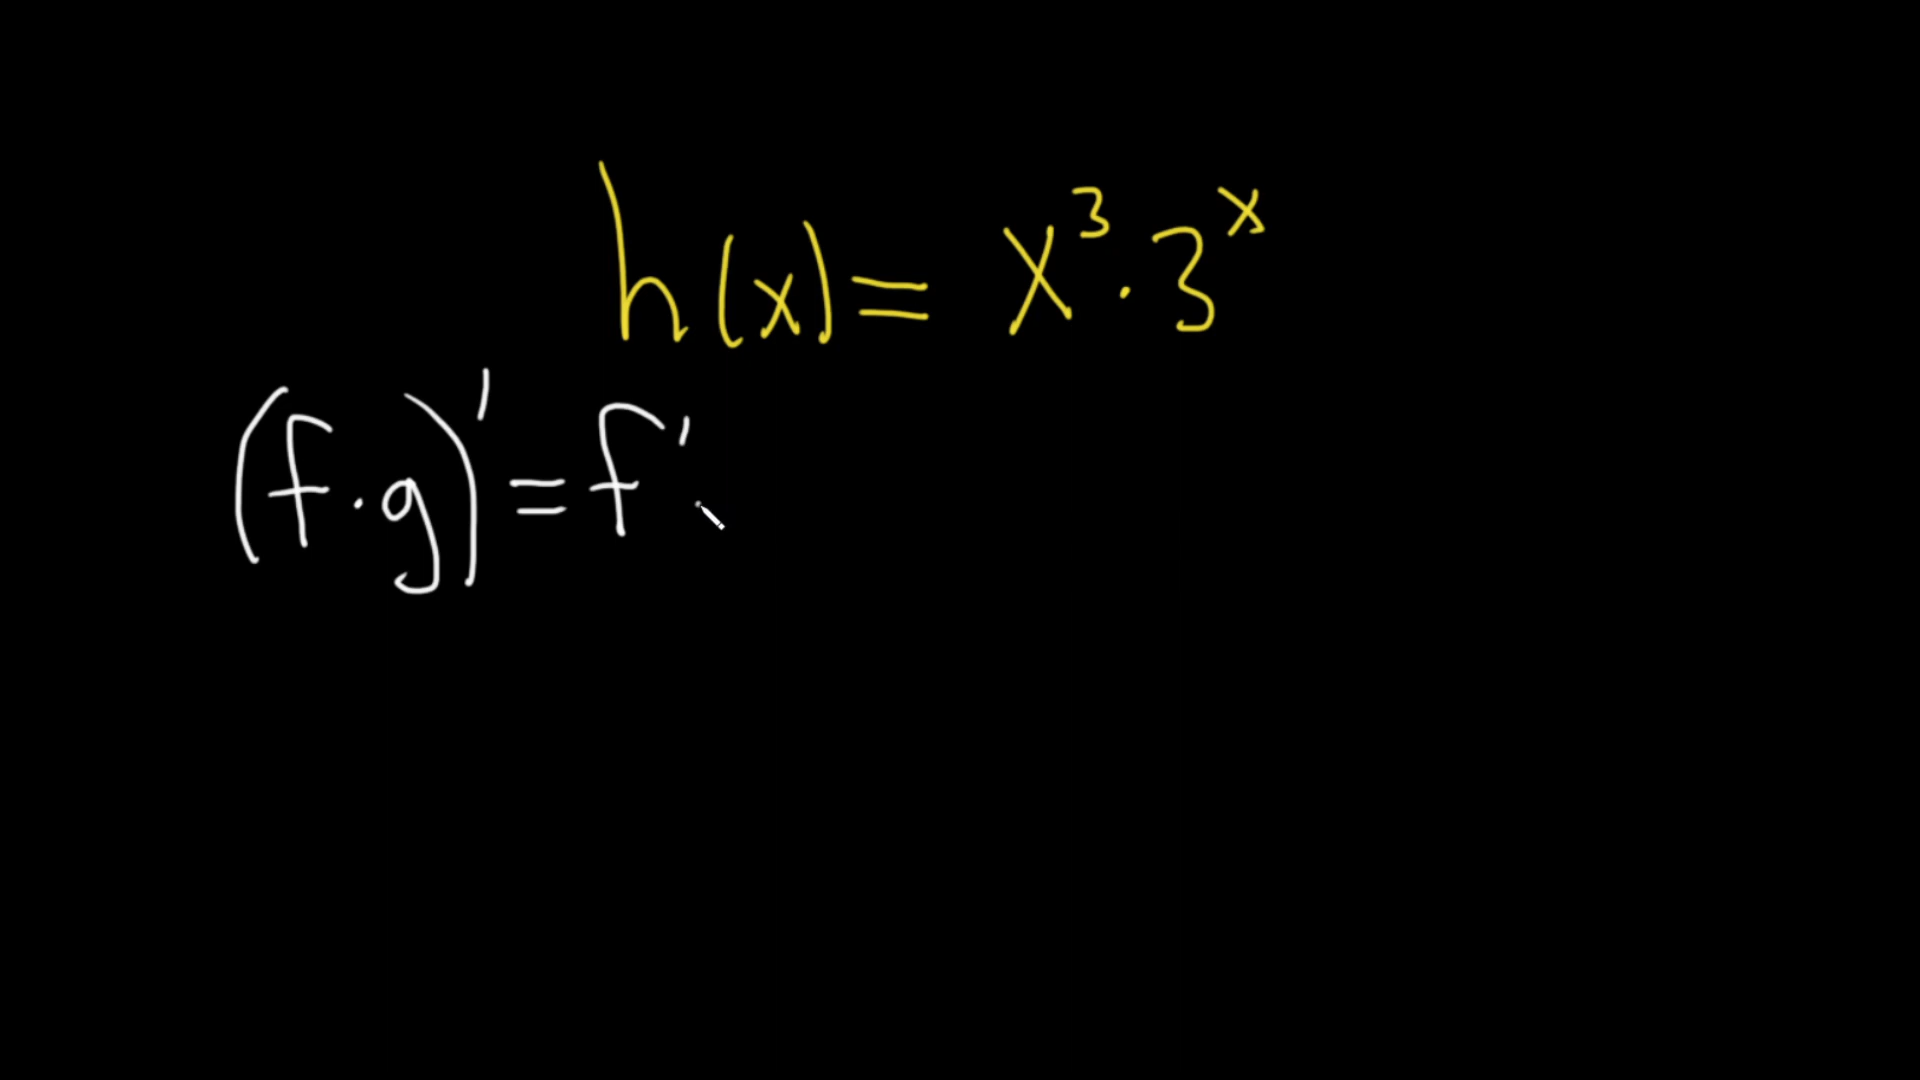 h(x) = x³ · 3ˣ
(f · g)' = f' ·